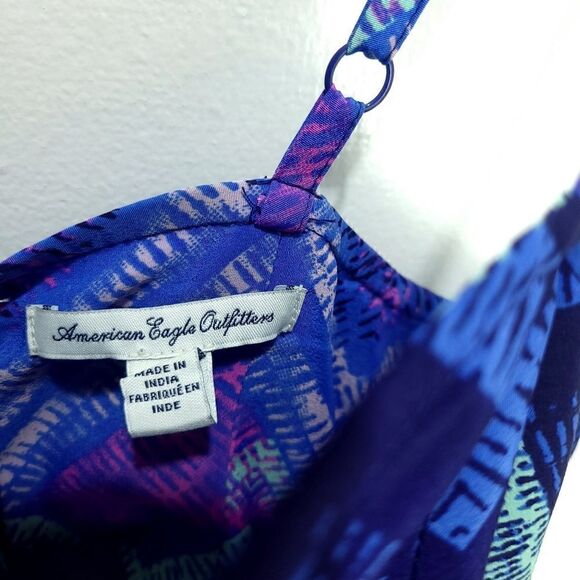 American Eagle Outfitters
MADE IN
INDIA
FABRIQUÉ EN
INDE